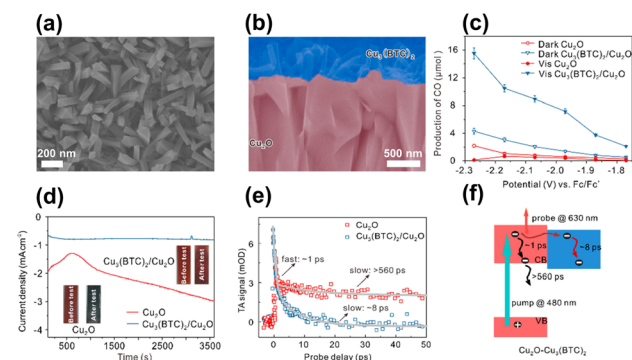 (a)
200 nm
(b)
Cu₃(BTC)₂
Cu₂O
500 nm
(c)
Production of CO (μmol)
16
12
8
4
0
Dark Cu₂O
Dark Cu₃(BTC)₂/Cu₂O
Vis Cu₂O
Vis Cu₃(BTC)₂/Cu₂O
-2.3 -2.2 -2.1 -2.0 -1.9 -1.8
Potential (V) vs. Fc/Fc⁺
(d)
Current density (mAcm⁻²)
1
0
-1
-2
-3
-4
Cu₃(BTC)₂/Cu₂O
Before test
After test
Before test
After test
Cu₂O
Cu₂O
Cu₃(BTC)₂/Cu₂O
500 1000 1500 2000 2500 3000 3500
Time (s)
(e)
TA signal (mOD)
8
6
4
2
0
Cu₂O
Cu₃(BTC)₂/Cu₂O
fast: ~1 ps
slow: >560 ps
slow: ~8 ps
0 10 20 30 40 50
Probe delay (ps)
(f)
probe @ 630 nm
~1 ps
~8 ps
CB
>560 ps
pump @ 480 nm
VB
Cu₂O-Cu₃(BTC)₂